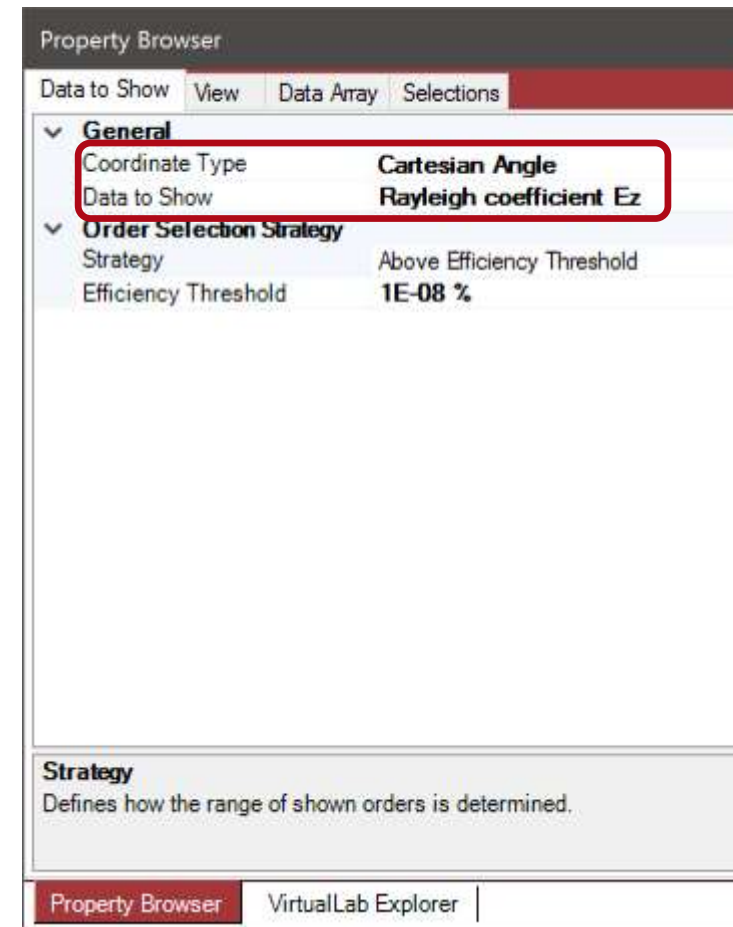 Property Browser
Data to Show View Data Array Selections
General
Coordinate Type Cartesian Angle
Data to Show Rayleigh coefficient Ez
Order Selection Strategy
Strategy Above Efficiency Threshold
Efficiency Threshold 1E-08 %
Strategy
Defines how the range of shown orders is determined.
Property Browser VirtualLab Explorer